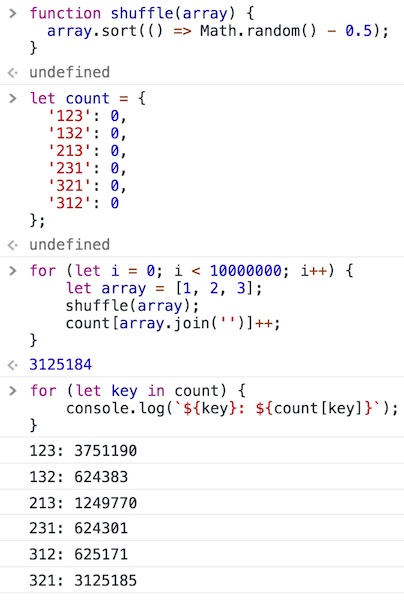 > function shuffle(array) {
array.sort(() => Math.random() - 0.5);
}
undefined
> let count = {
'123': 0,
'132': 0,
'213': 0,
'231': 0,
'321': 0,
'312': 0
};
undefined
> for (let i = 0; i < 10000000; i++) {
let array = [1, 2, 3];
shuffle(array);
count[array.join('')]++;
}
3125184
> for (let key in count) {
console.log(`${key}: ${count[key]}`);
}
123: 3751190
132: 624383
213: 1249770
231: 624301
312: 625171
321: 3125185